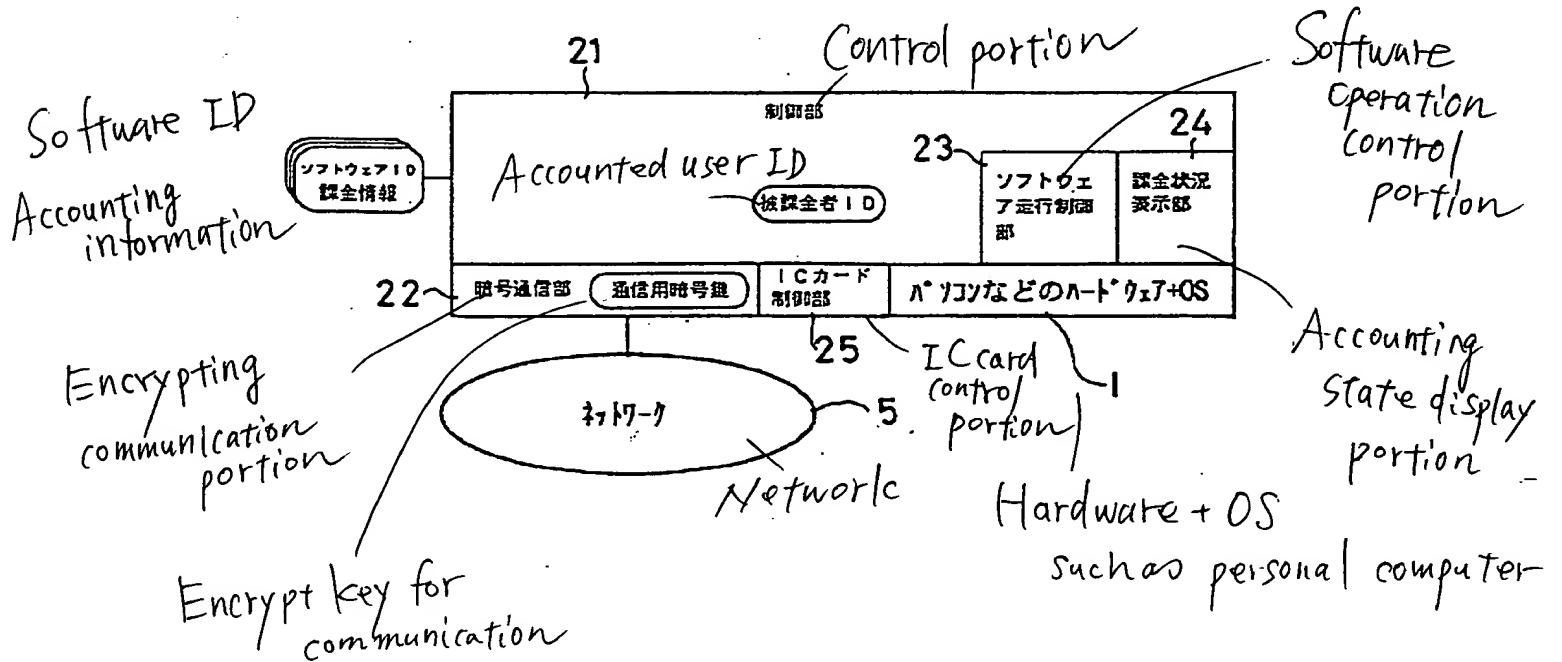 21
Control portion
Software
operation
control
portion
制御部
Software ID
24
23
ソフトウェアID
課金情報
Accounted user ID
ソフトウェ
ア走行制御
部
課金状況
表示部
Accounting
information
被課金者ID
22
暗号通信部
通信用暗号鍵
ICカード
制御部
パソコンなどのハードウェア+OS
25
IC card
control
portion
1
Accounting
state display
portion
Encrypting
communication
portion
ネットワーク
5
Network
Hardware + OS
such as personal computer
Encrypt key for
communication